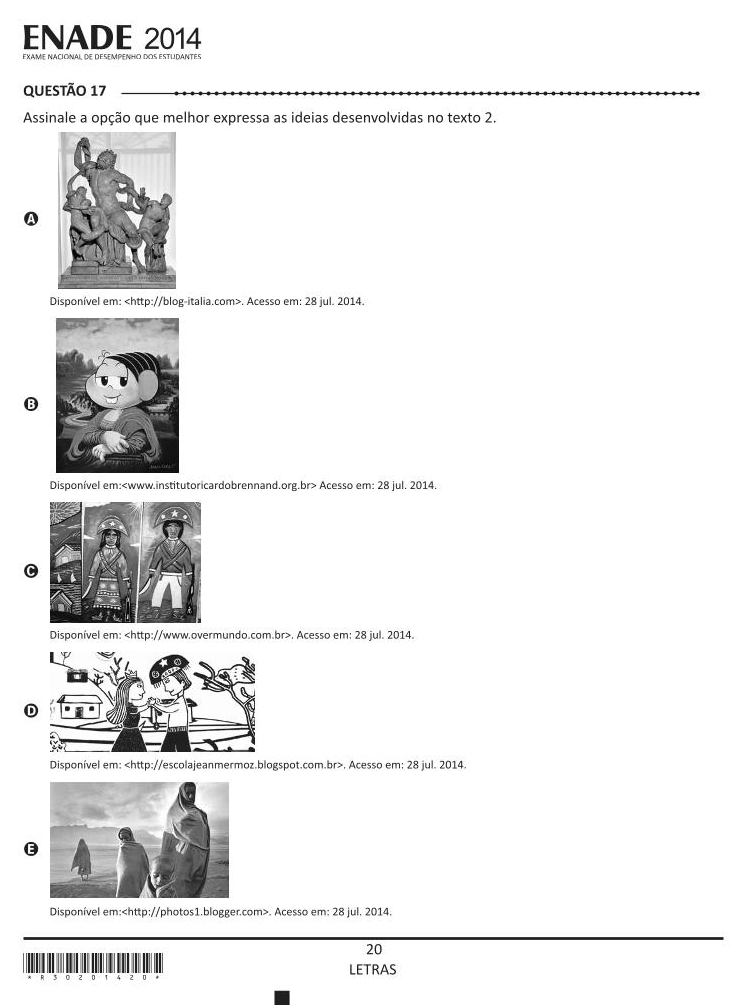 ENADE 2014
EXAME NACIONAL DE DESEMPENHO DOS ESTUDANTES
QUESTÃO 17
Assinale a opção que melhor expressa as ideias desenvolvidas no texto 2.
A
Disponível em: <http://blog-italia.com>. Acesso em: 28 jul. 2014.
B
Disponível em:<www.institutoricardobrennand.org.br> Acesso em: 28 jul. 2014.
C
Disponível em: <http://www.overmundo.com.br>. Acesso em: 28 jul. 2014.
D
Disponível em: <http://escolajeanmermoz.blogspot.com.br>. Acesso em: 28 jul. 2014.
E
Disponível em:<http://photos1.blogger.com>. Acesso em: 28 jul. 2014.
20
LETRAS
*R30201420*